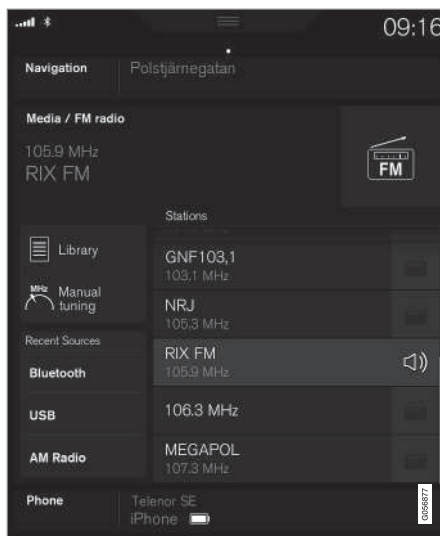 09:16
Navigation
Polstjärnegatan
Media / FM radio
105.9 MHz
RIX FM
FM
Stations
Library
MHz Manual
tuning
Recent Sources
Bluetooth
USB
AM Radio
GNF103,1
103.1 MHz
NRJ
105.3 MHz
RIX FM
105.9 MHz
106.3 MHz
MEGAPOL
107.3 MHz
Phone
Telenor SE
iPhone
G056877